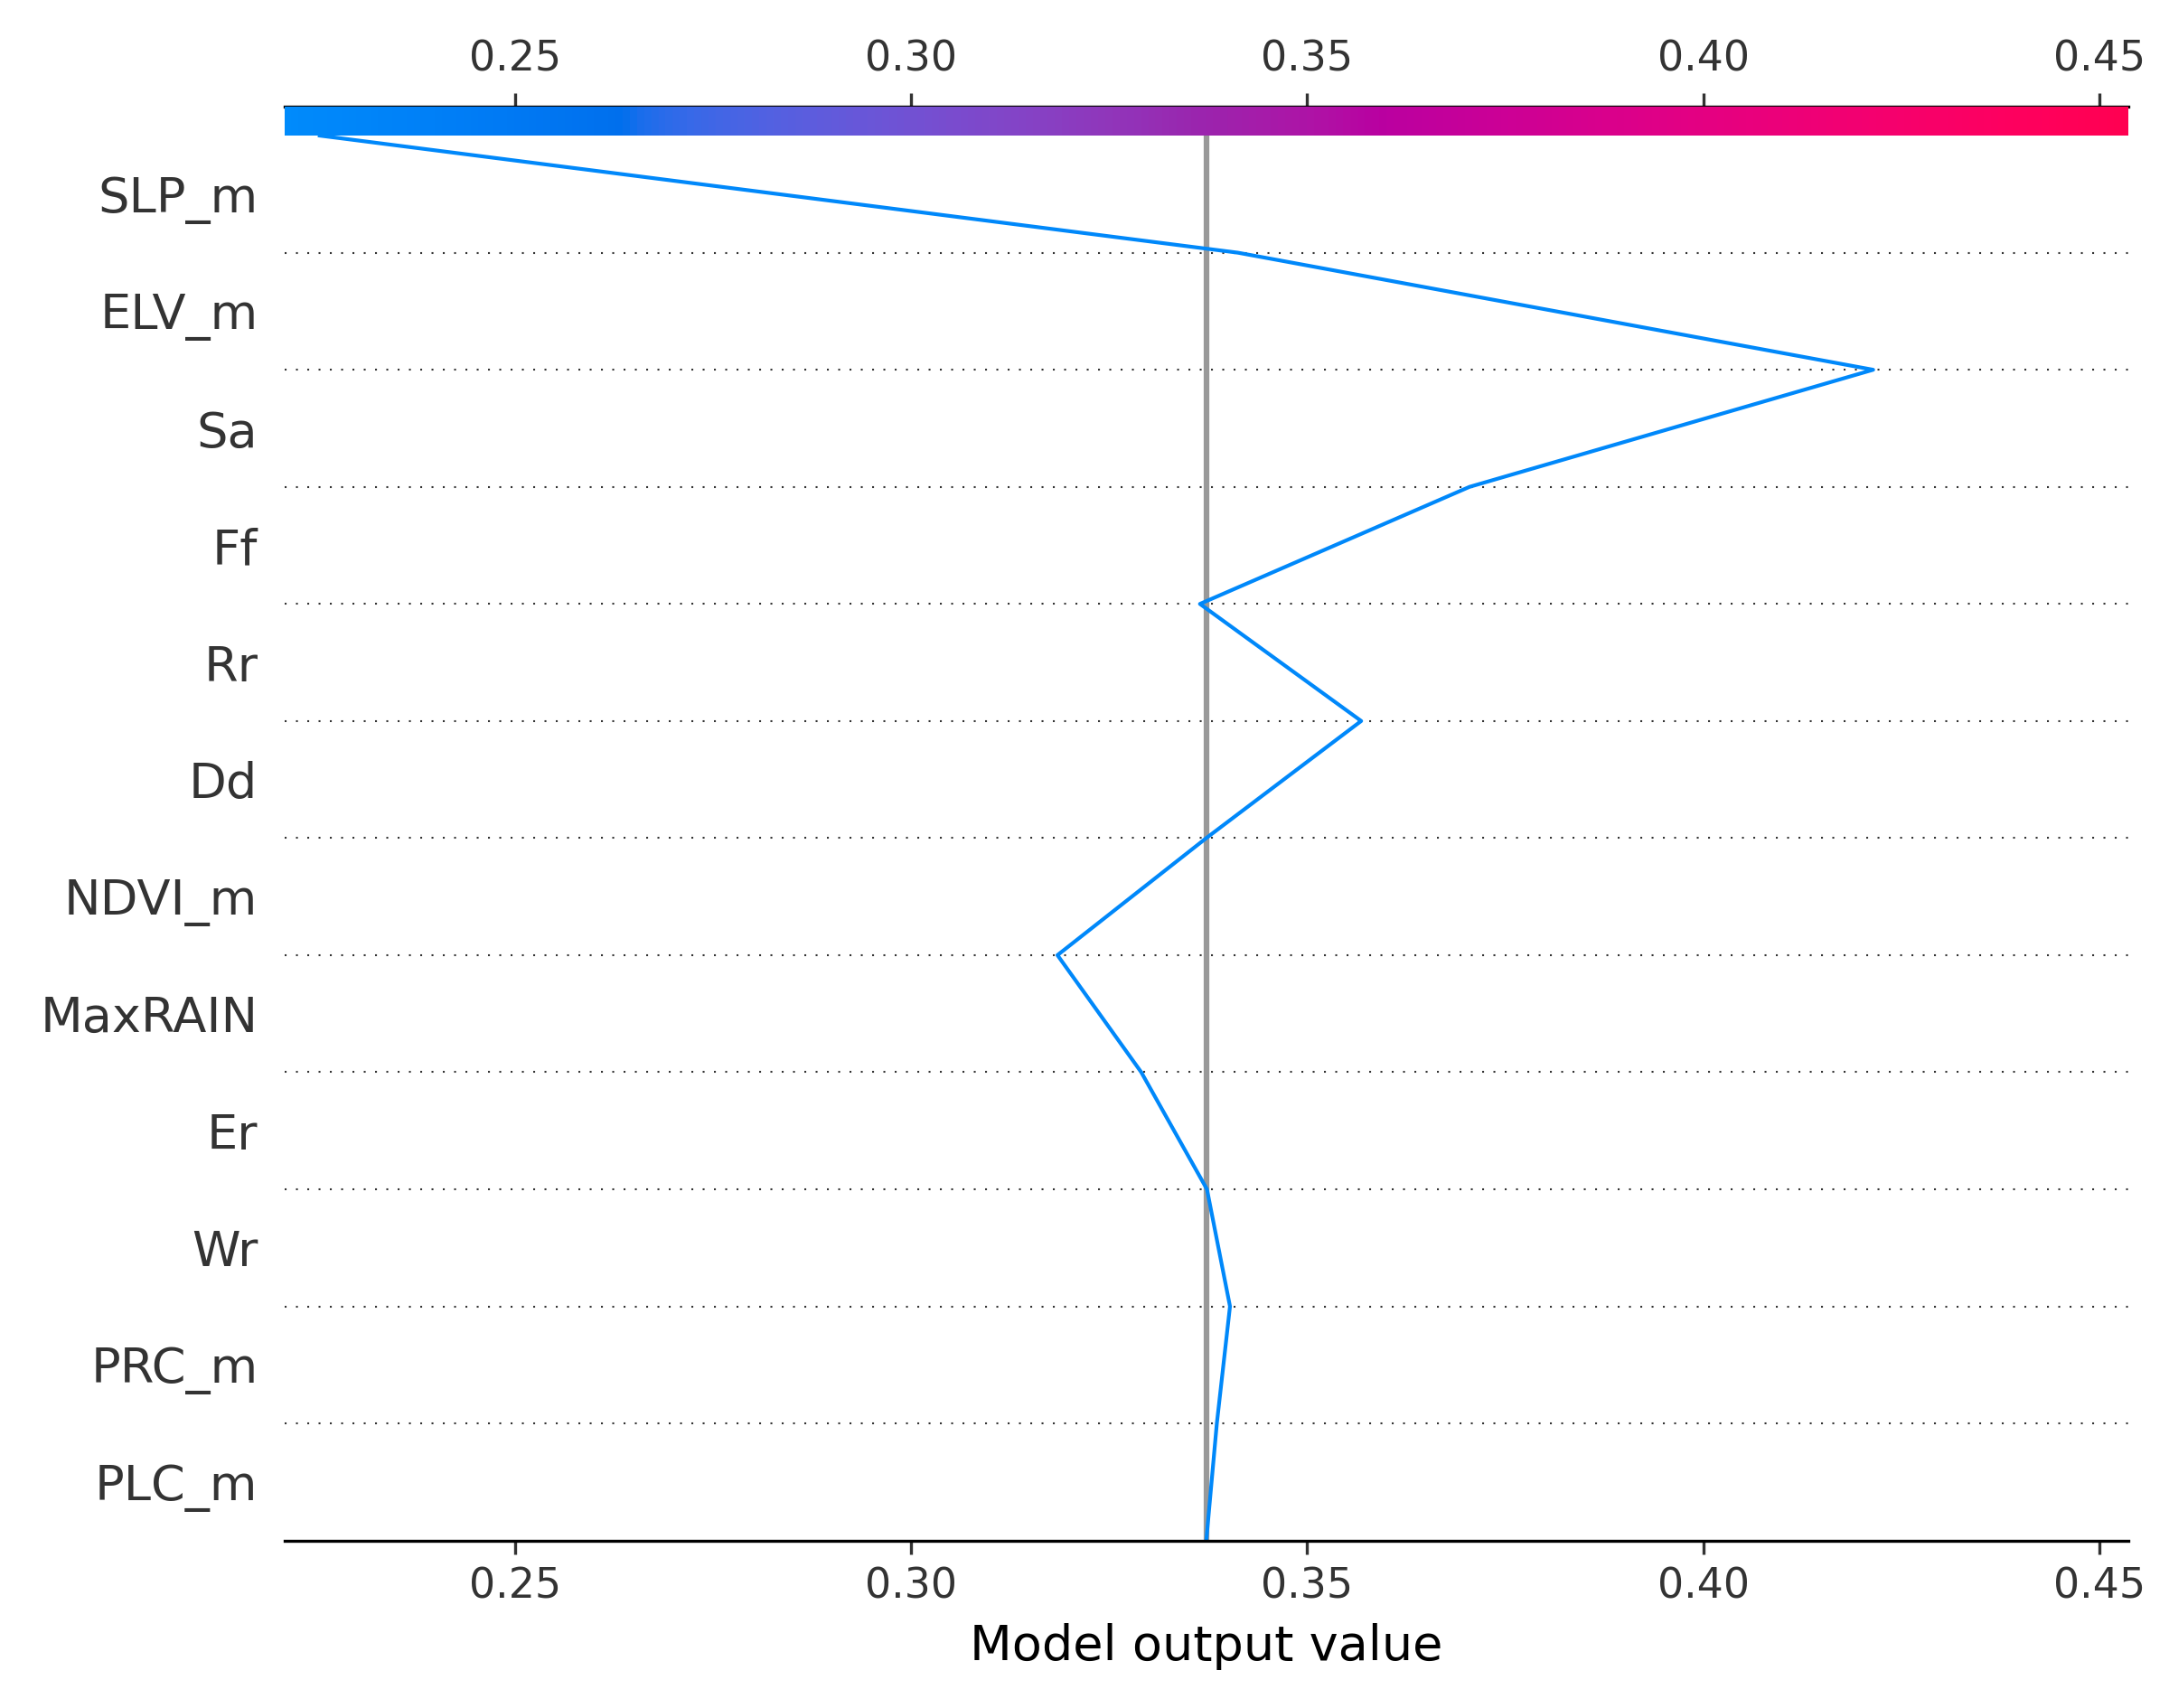 0.25 0.30 0.35 0.40 0.45
SLP_m
ELV_m
Sa
Ff
Rr
Dd
NDVI_m
MaxRAIN
Er
Wr
PRC_m
PLC_m
0.25 0.30 0.35 0.40 0.45
Model output value